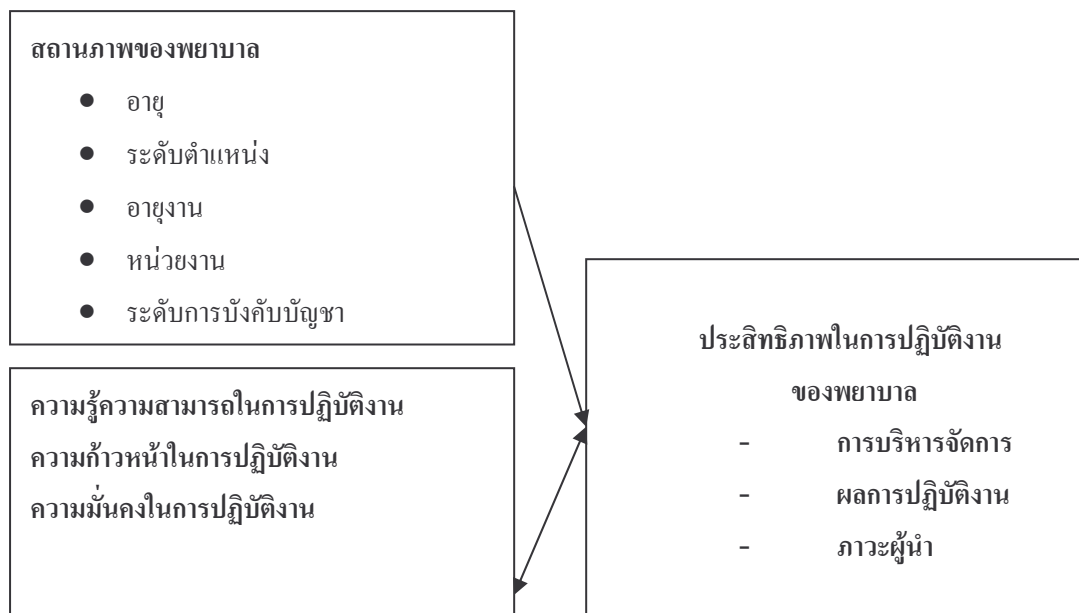 สถานภาพของพยาบาล
● อายุ
● ระดับตำแหน่ง
● อายุงาน
● หน่วยงาน
● ระดับการบังคับบัญชา
ความรู้ความสามารถในการปฏิบัติงาน
ความก้าวหน้าในการปฏิบัติงาน
ความมั่นคงในการปฏิบัติงาน
ประสิทธิภาพในการปฏิบัติงาน
ของพยาบาล
- การบริหารจัดการ
- ผลการปฏิบัติงาน
- ภาวะผู้นำ